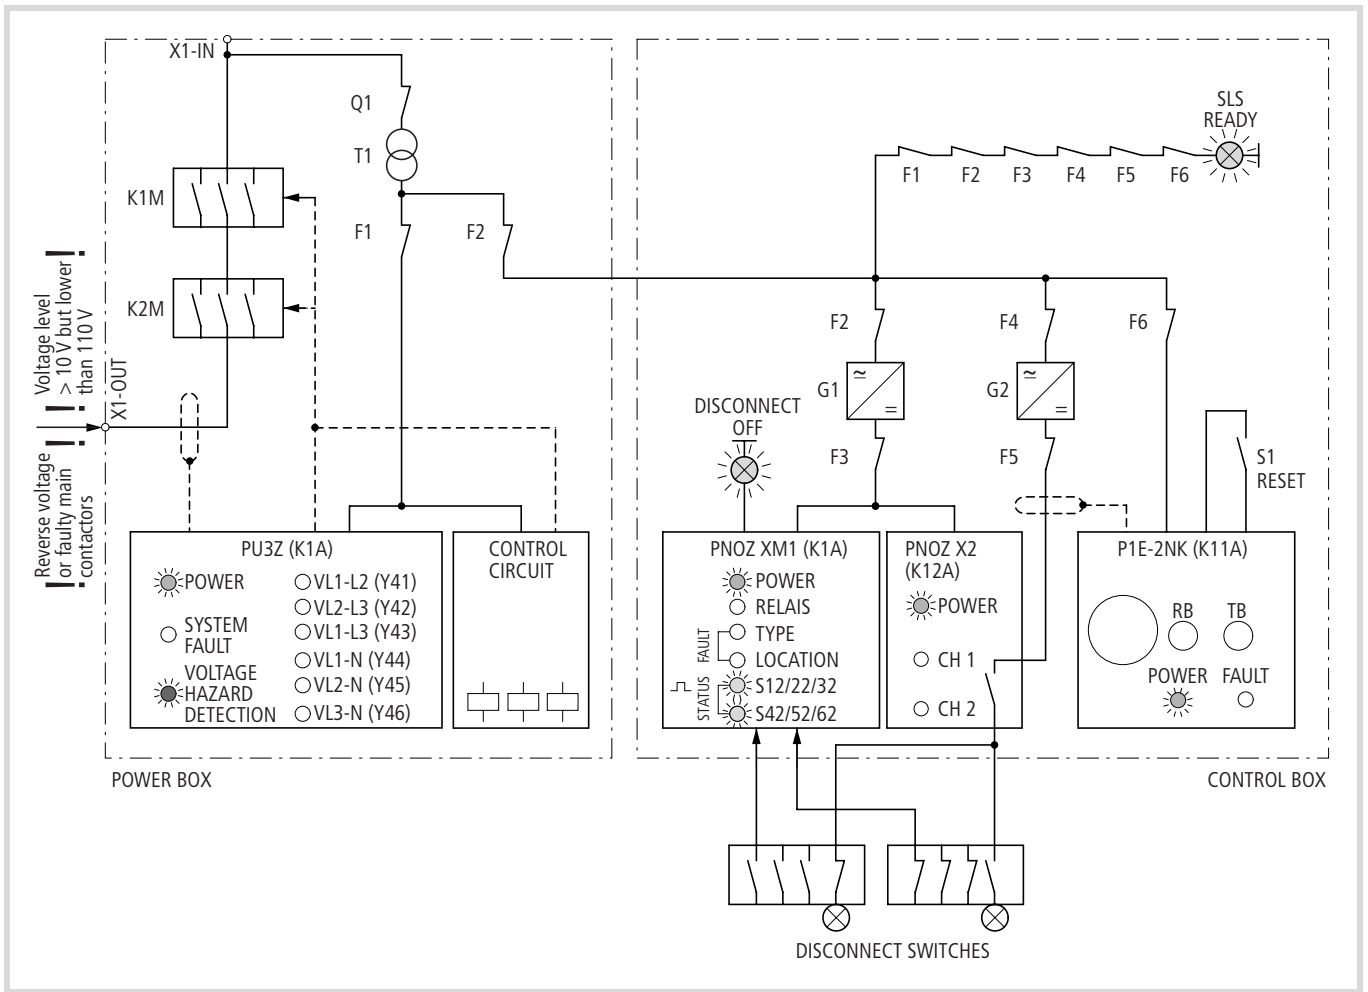 X1-IN
Q1
T1
K1M
F1
F2
K2M
Voltage level
> 10 V but lower
than 110 V
!
!
X1-OUT
Reverse voltage
or faulty main
contactors
!
!
PU3Z (K1A)
POWER
SYSTEM
FAULT
VOLTAGE
HAZARD
DETECTION
VL1-L2 (Y41)
VL2-L3 (Y42)
VL1-L3 (Y43)
VL1-N (Y44)
VL2-N (Y45)
VL3-N (Y46)
CONTROL
CIRCUIT
POWER BOX
SLS
READY
F1
F2
F3
F4
F5
F6
F2
F4
F6
G1
G2
DISCONNECT
OFF
F3
F5
S1
RESET
PNOZ XM1 (K1A)
POWER
RELAIS
FAULT
TYPE
LOCATION
STATUS
S12/22/32
S42/52/62
PNOZ X2
(K12A)
POWER
CH 1
CH 2
P1E-2NK (K11A)
RB
TB
POWER
FAULT
CONTROL BOX
DISCONNECT SWITCHES